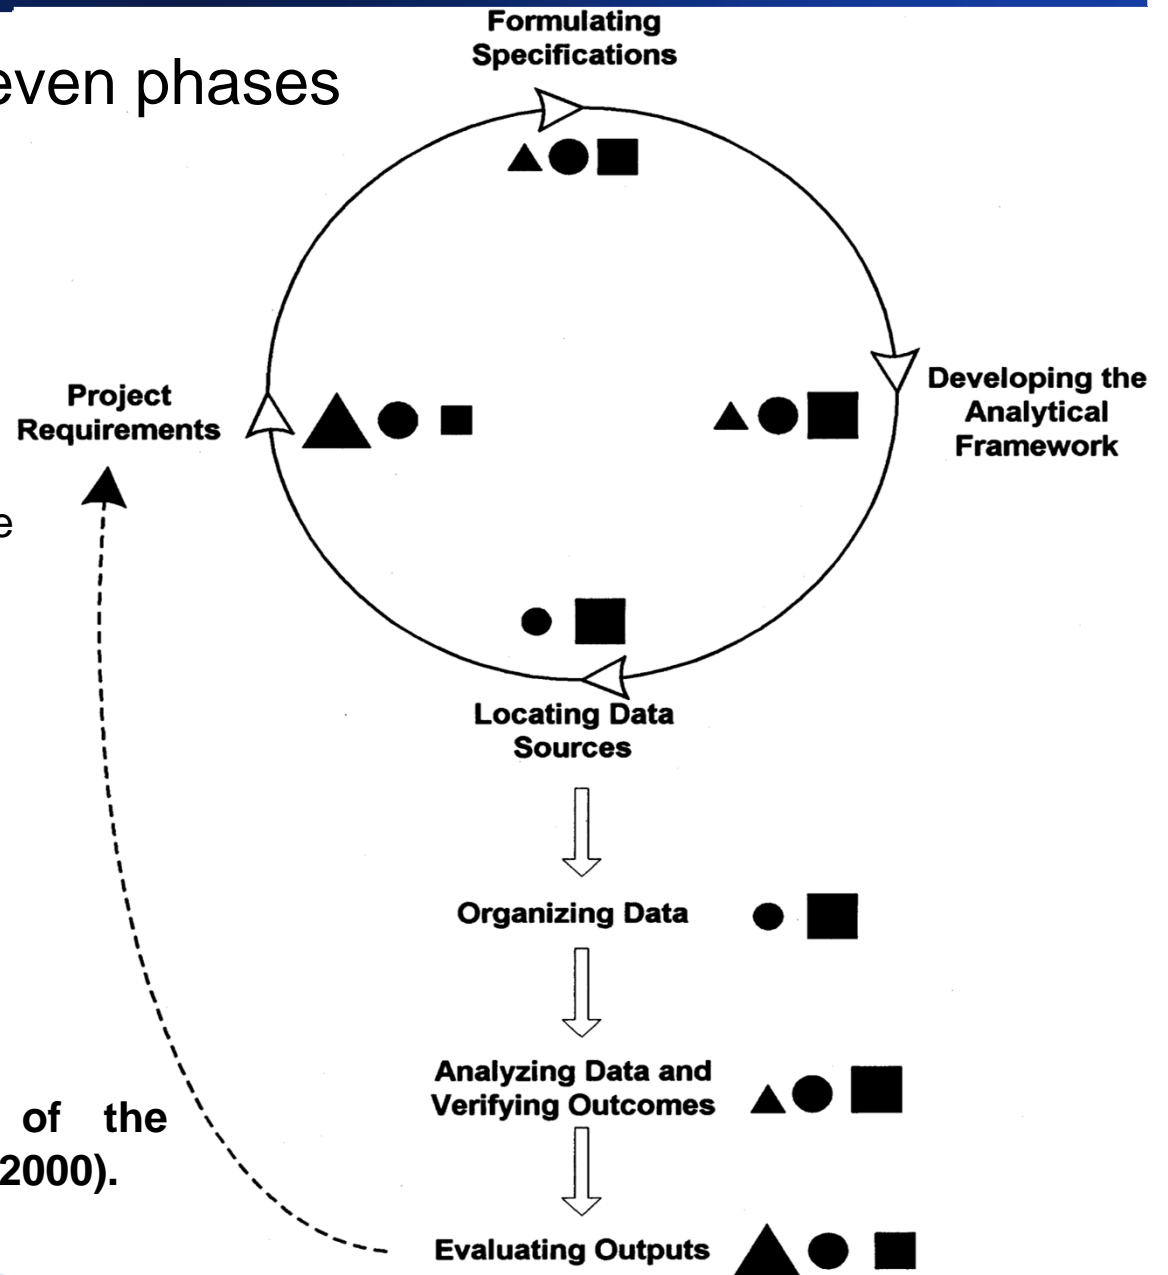 Formulating
Specifications
even phases
Project
Requirements
Developing the
Analytical
Framework
e
Locating Data
Sources
Organizing Data
Analyzing Data and
Verifying Outcomes
of the
2000).
Evaluating Outputs